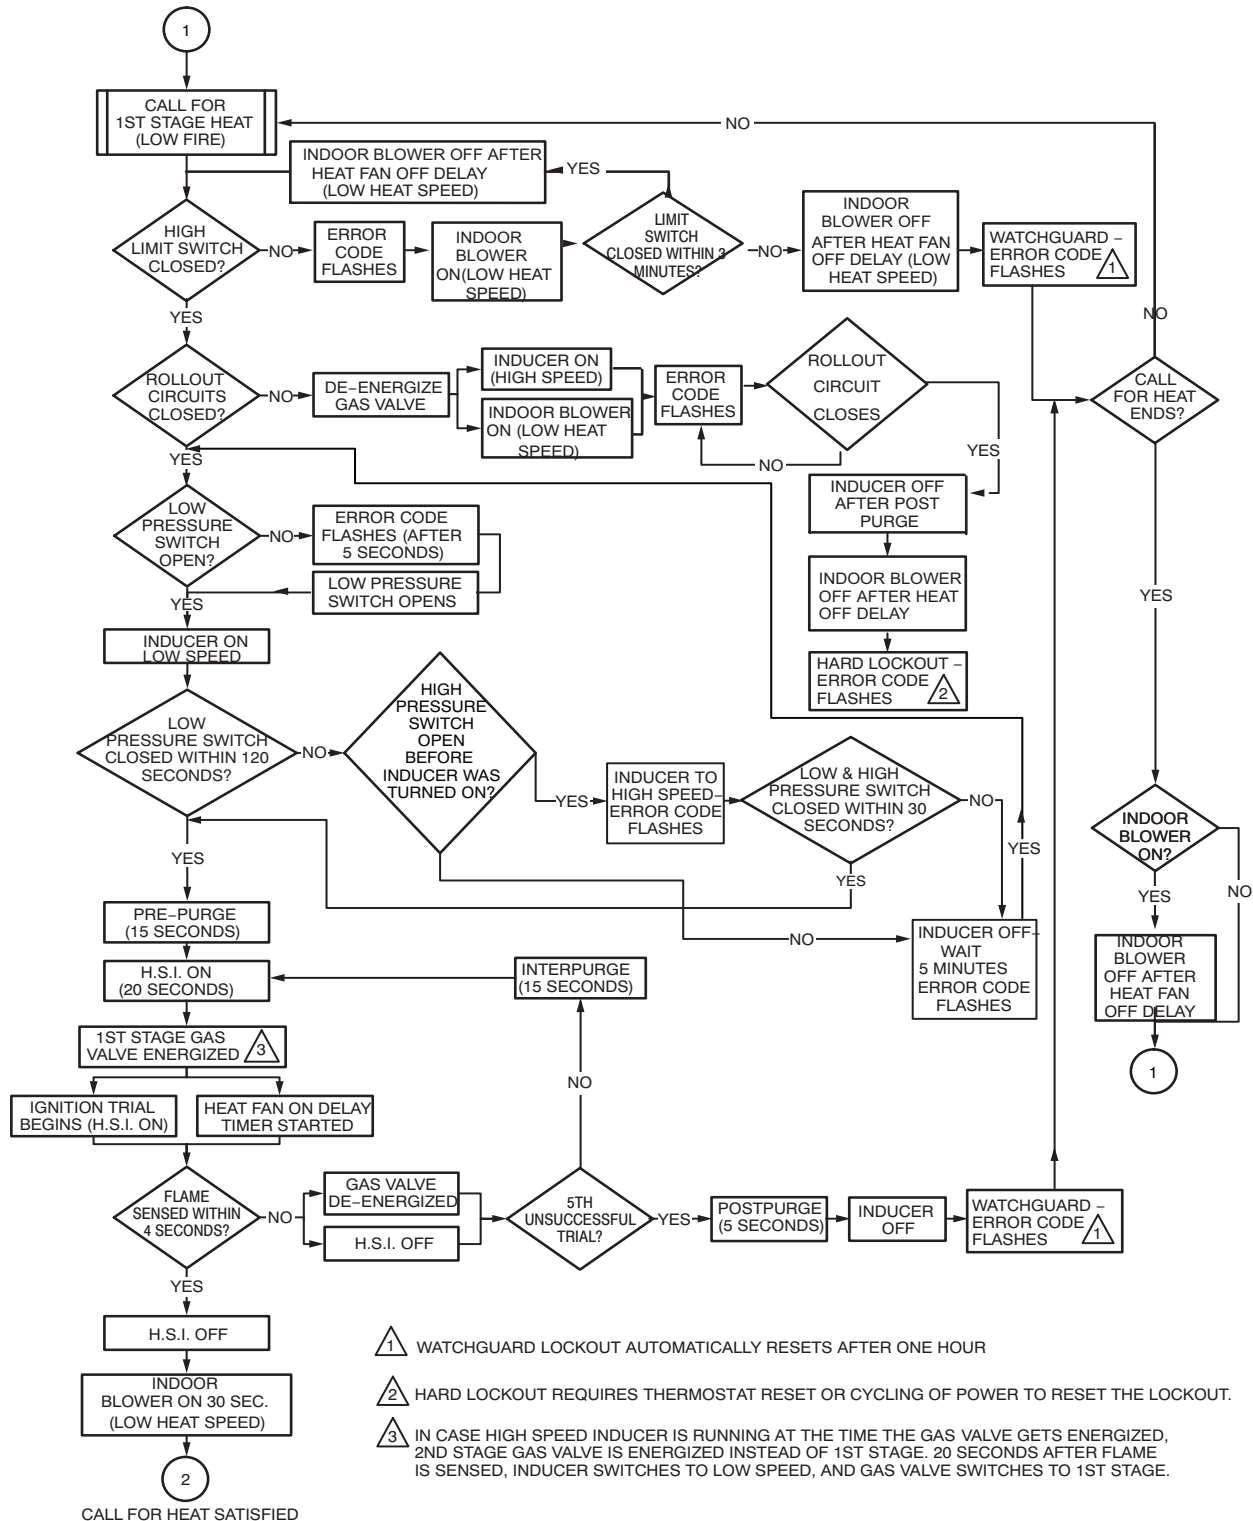 1
CALL FOR
1ST STAGE HEAT
(LOW FIRE)
NO
INDOOR BLOWER OFF AFTER
HEAT FAN OFF DELAY
(LOW HEAT SPEED)
YES
HIGH
LIMIT SWITCH
CLOSED?
NO
ERROR
CODE
FLASHES
INDOOR
BLOWER
ON(LOW HEAT
SPEED)
LIMIT
SWITCH
CLOSED WITHIN 3
MINUTES?
NO
INDOOR
BLOWER OFF
AFTER HEAT FAN
OFF DELAY (LOW
HEAT SPEED)
WATCHGUARD –
ERROR CODE
FLASHES
1
NO
YES
ROLLOUT
CIRCUITS
CLOSED?
NO
DE–ENERGIZE
GAS VALVE
INDUCER ON
(HIGH SPEED)
INDOOR BLOWER
ON (LOW HEAT
SPEED)
ERROR
CODE
FLASHES
ROLLOUT
CIRCUIT
CLOSES
NO
YES
CALL
FOR HEAT
ENDS?
YES
INDUCER OFF
AFTER POST
PURGE
INDOOR BLOWER
OFF AFTER HEAT
OFF DELAY
HARD LOCKOUT –
ERROR CODE
FLASHES
2
YES
LOW
PRESSURE
SWITCH
OPEN?
NO
ERROR CODE
FLASHES (AFTER
5 SECONDS)
LOW PRESSURE
SWITCH OPENS
YES
INDUCER ON
LOW SPEED
LOW
PRESSURE SWITCH
CLOSED WITHIN 120
SECONDS?
NO
HIGH
PRESSURE
SWITCH
OPEN
BEFORE
INDUCER WAS
TURNED ON?
YES
INDUCER TO
HIGH SPEED–
ERROR CODE
FLASHES
LOW & HIGH
PRESSURE SWITCH
CLOSED WITHIN 30
SECONDS?
NO
YES
YES
NO
INDUCER OFF–
WAIT
5 MINUTES
ERROR CODE
FLASHES
INDOOR
BLOWER
ON?
NO
YES
INDOOR
BLOWER
OFF AFTER
HEAT FAN
OFF DELAY
1
YES
PRE–PURGE
(15 SECONDS)
H.S.I. ON
(20 SECONDS)
INTERPURGE
(15 SECONDS)
1ST STAGE GAS
VALVE ENERGIZED
3
IGNITION TRIAL
BEGINS (H.S.I. ON)
HEAT FAN ON DELAY
TIMER STARTED
NO
FLAME
SENSED WITHIN
4 SECONDS?
NO
GAS VALVE
DE–ENERGIZED
H.S.I. OFF
5TH
UNSUCCESSFUL
TRIAL?
YES
POSTPURGE
(5 SECONDS)
INDUCER
OFF
WATCHGUARD –
ERROR CODE
FLASHES
1
YES
H.S.I. OFF
INDOOR
BLOWER ON 30 SEC.
(LOW HEAT SPEED)
2
CALL FOR HEAT SATISFIED
1 WATCHGUARD LOCKOUT AUTOMATICALLY RESETS AFTER ONE HOUR
2 HARD LOCKOUT REQUIRES THERMOSTAT RESET OR CYCLING OF POWER TO RESET THE LOCKOUT.
3 IN CASE HIGH SPEED INDUCER IS RUNNING AT THE TIME THE GAS VALVE GETS ENERGIZED,
2ND STAGE GAS VALVE IS ENERGIZED INSTEAD OF 1ST STAGE. 20 SECONDS AFTER FLAME
IS SENSED, INDUCER SWITCHES TO LOW SPEED, AND GAS VALVE SWITCHES TO 1ST STAGE.